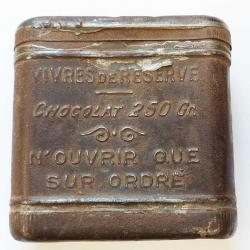 VIVRES DE RESERVE
CHOCOLAT 250 Gr.
N'OUVRIR QUE
SUR ORDRE